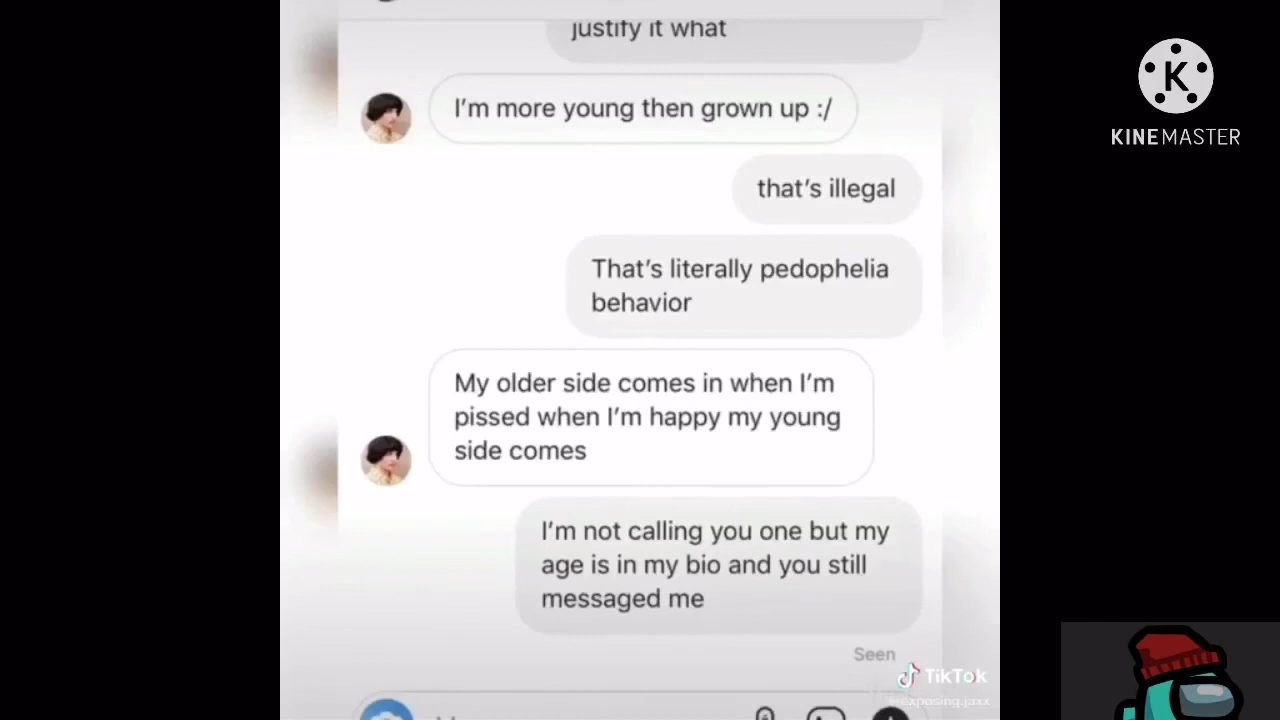 justify it what
I'm more young then grown up :/
that's illegal
That's literally pedophelia
behavior
My older side comes in when I'm
pissed when I'm happy my young
side comes
I'm not calling you one but my
age is in my bio and you still
messaged me
Seen
TikTok
exposing.jaxx
K
KINEMASTER